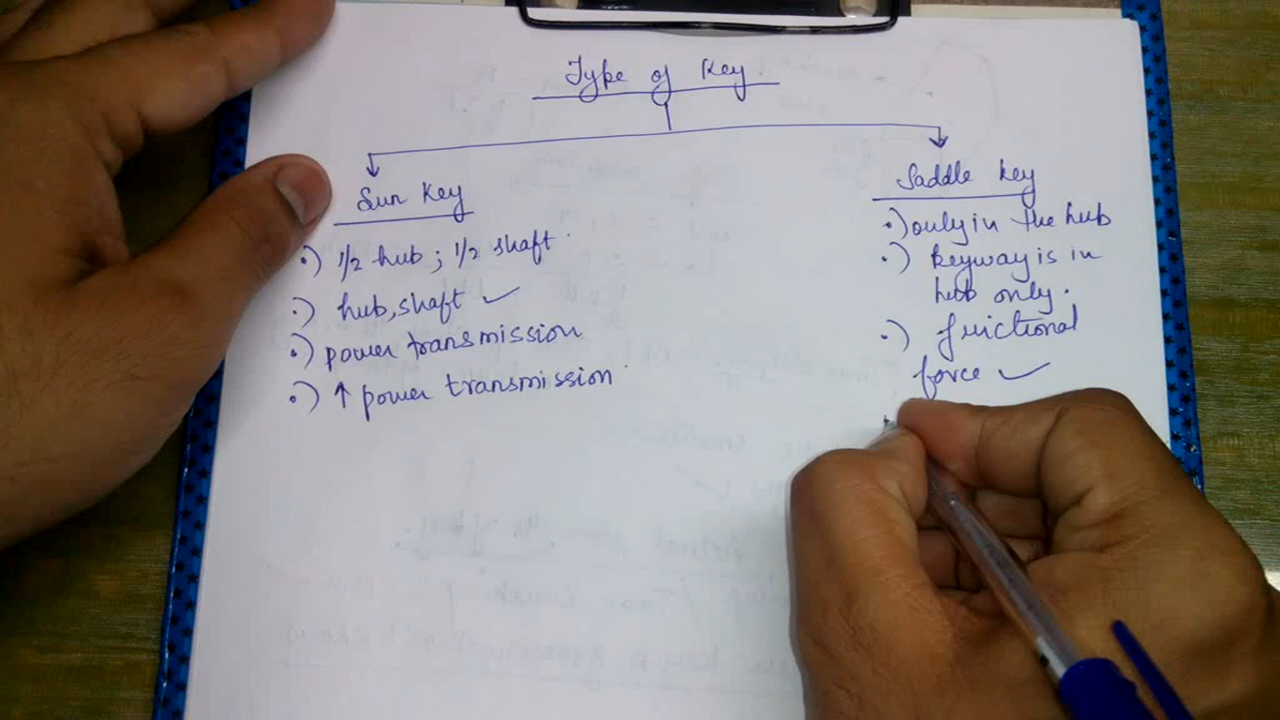 Type of Key
Sun Key
.) 1/2 hub ; 1/2 shaft
.) hub, shaft ✓
.) power transmission
.) ↑ power transmission
Saddle key
.) only in the hub
.) keyway is in
hub only.
.) frictional
force ✓